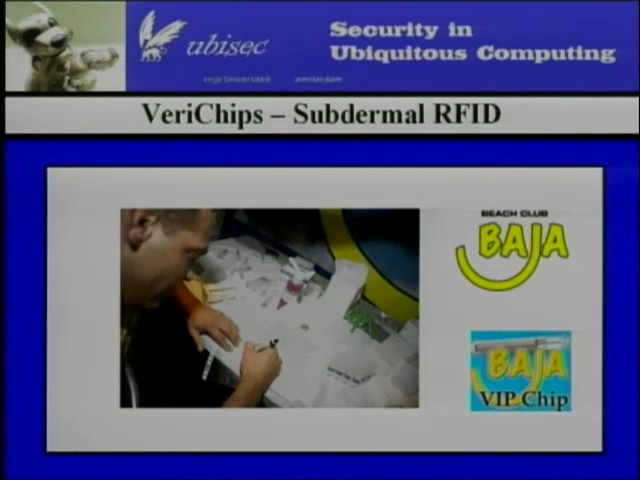 ubisec
vrije Universiteit amsterdam
Security in
Ubiquitous Computing
VeriChips – Subdermal RFID
BEACH CLUB
BAJA
BAJA
VIP Chip